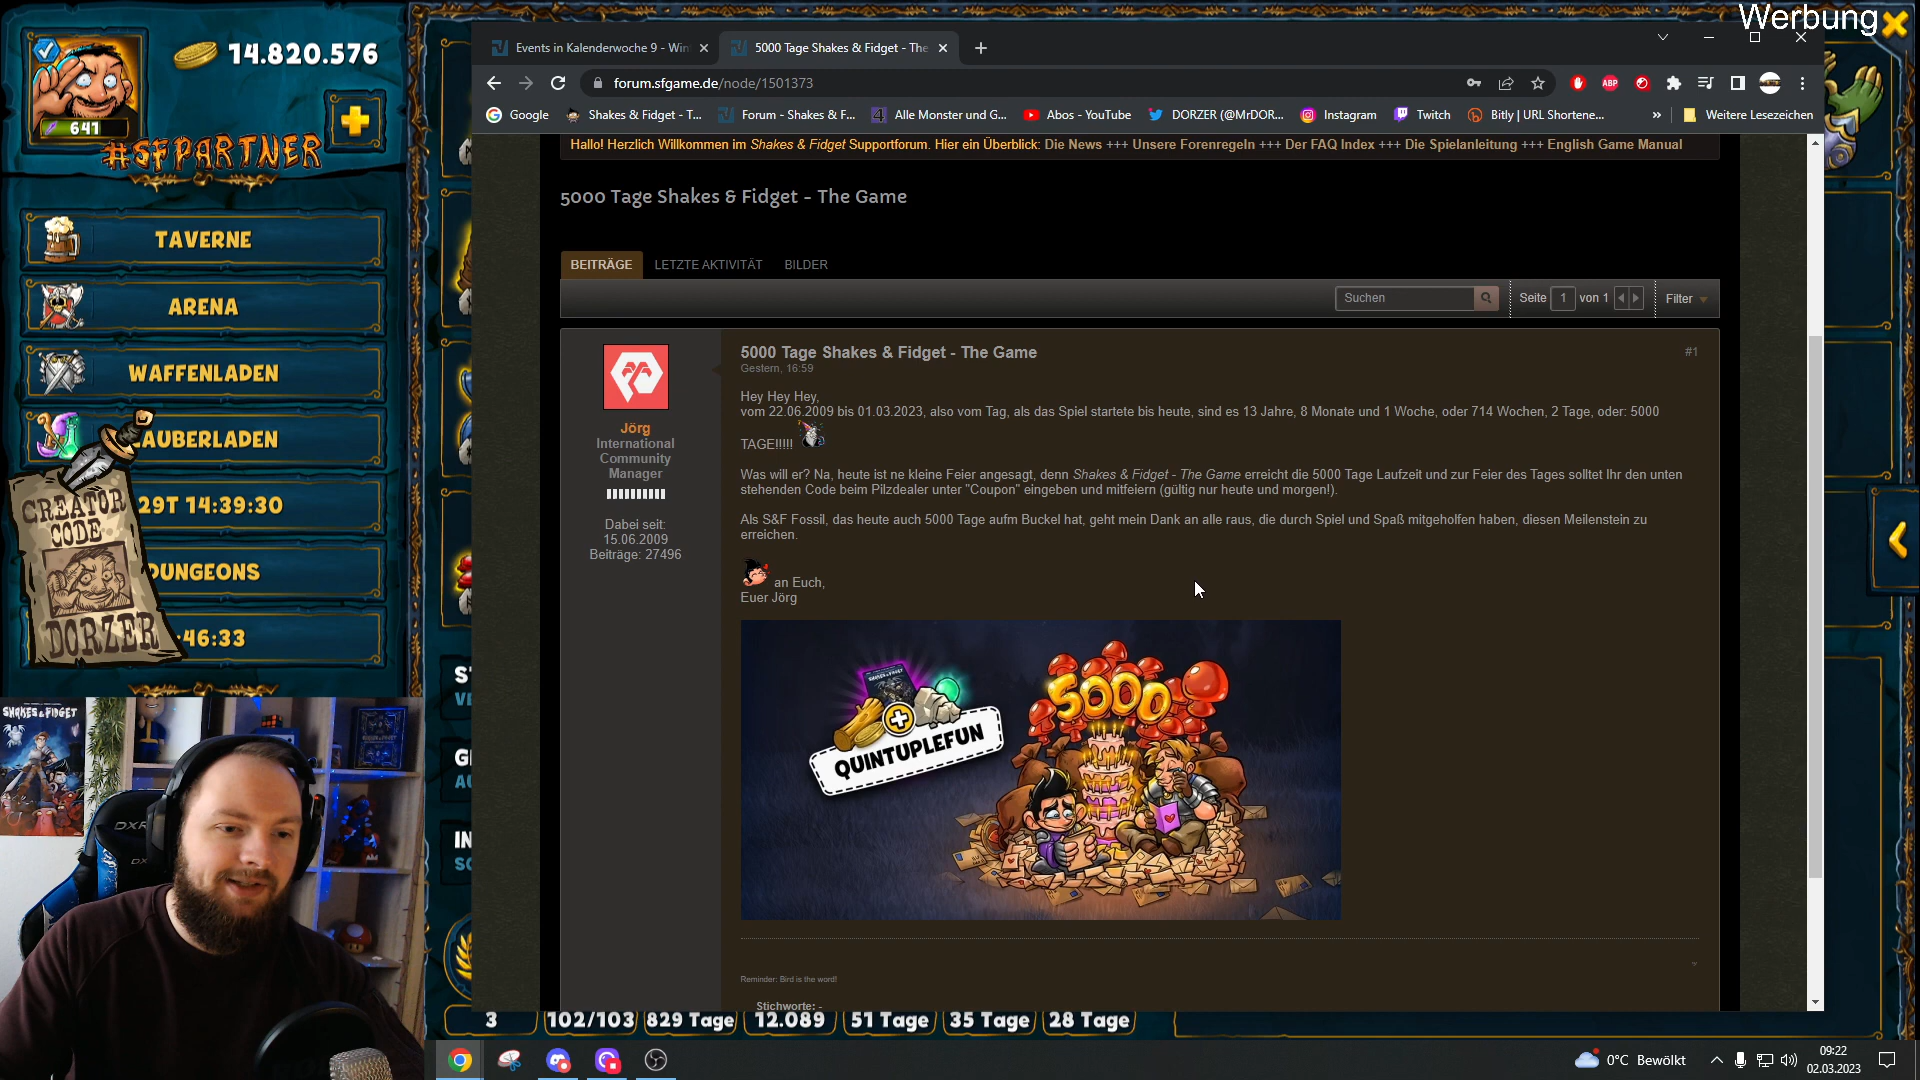 Werbung
14.820.576
641
#SFPARTNER
TAVERNE
ARENA
WAFFENLADEN
AUBERLADEN
29T 14:39:30
DUNGEONS
:46:33
CREATOR
CODE
DORZER
Events in Kalenderwoche 9 - Win
5000 Tage Shakes & Fidget - The
forum.sfgame.de/node/1501373
Google
Shakes & Fidget - T...
Forum - Shakes & F...
Alle Monster und G...
Abos - YouTube
DORZER (@MrDOR...
Instagram
Twitch
Bitly | URL Shortene...
»
Weitere Lesezeichen
ABP
Hallo! Herzlich Willkommen im Shakes & Fidget Supportforum. Hier ein Überblick: Die News +++ Unsere Forenregeln +++ Der FAQ Index +++ Die Spielanleitung +++ English Game Manual
5000 Tage Shakes & Fidget - The Game
BEITRÄGE
LETZTE AKTIVITÄT
BILDER
Suchen
Seite 1 von 1
Filter
Jörg
International
Community
Manager
Dabei seit:
15.06.2009
Beiträge: 27496
5000 Tage Shakes & Fidget - The Game
#1
Gestern, 16:59
Hey Hey Hey,
vom 22.06.2009 bis 01.03.2023, also vom Tag, als das Spiel startete bis heute, sind es 13 Jahre, 8 Monate und 1 Woche, oder 714 Wochen, 2 Tage, oder: 5000
TAGE!!!!!
Was will er? Na, heute ist ne kleine Feier angesagt, denn Shakes & Fidget - The Game erreicht die 5000 Tage Laufzeit und zur Feier des Tages solltet Ihr den unten
stehenden Code beim Pilzdealer unter "Coupon" eingeben und mitfeiern (gültig nur heute und morgen!).
Als S&F Fossil, das heute auch 5000 Tage aufm Buckel hat, geht mein Dank an alle raus, die durch Spiel und Spaß mitgeholfen haben, diesen Meilenstein zu
erreichen.
an Euch,
Euer Jörg
QUINTUPLEFUN
5000
Reminder: Bird is the word!
Stichworte: -
SHAKES & FIDGET
DXR
DX
ST
VE
GI
AU
IN
SC
3
102/103
829 Tage
12.089
51 Tage
35 Tage
28 Tage
0°C Bewölkt
09:22
02.03.2023